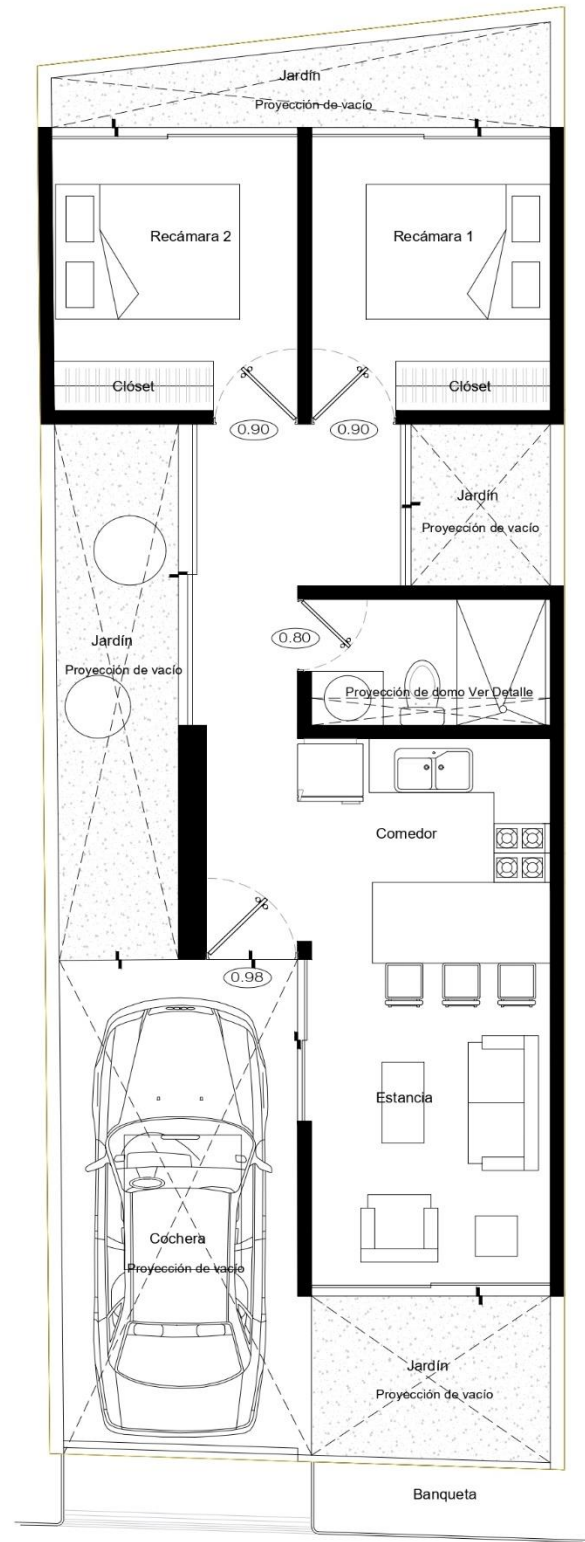 Jardín
Proyección de vacío
Recámara 2
Recámara 1
Clóset
Clóset
0.90
0.90
Jardín
Proyección de vacío
0.80
Jardín
Proyección de vacío
Proyección de domo Ver Detalle
Comedor
0.98
Estancia
Cochera
Proyección de vacío
Jardín
Proyección de vacío
Banqueta